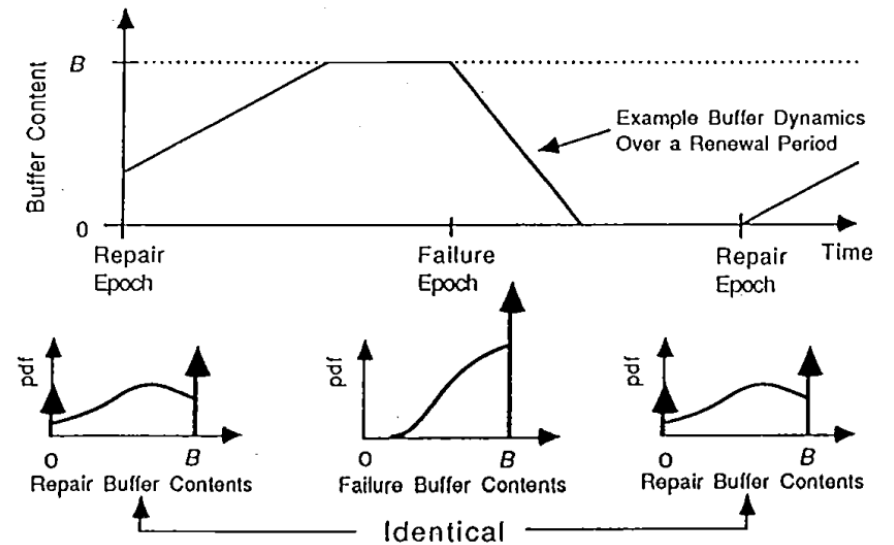 Buffer Content
B
0
Example Buffer Dynamics
Over a Renewal Period
Repair
Epoch
Failure
Epoch
Repair
Epoch
Time
pdf
0
B
Repair Buffer Contents
pdf
0
B
Failure Buffer Contents
pdf
0
B
Repair Buffer Contents
Identical